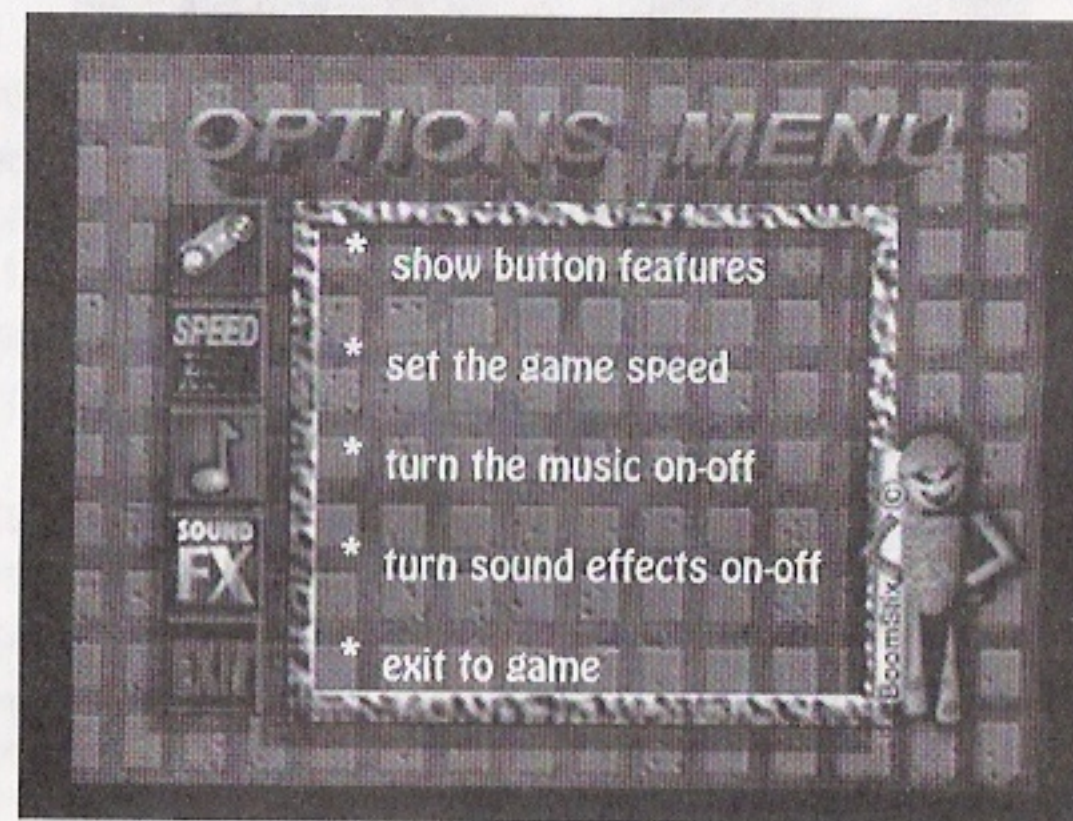 OPTIONS MENU
* show button features
SPEED
* set the game speed
* turn the music on-off
SOUND
FX
* turn sound effects on-off
EXIT
* exit to game
BoomStix ©